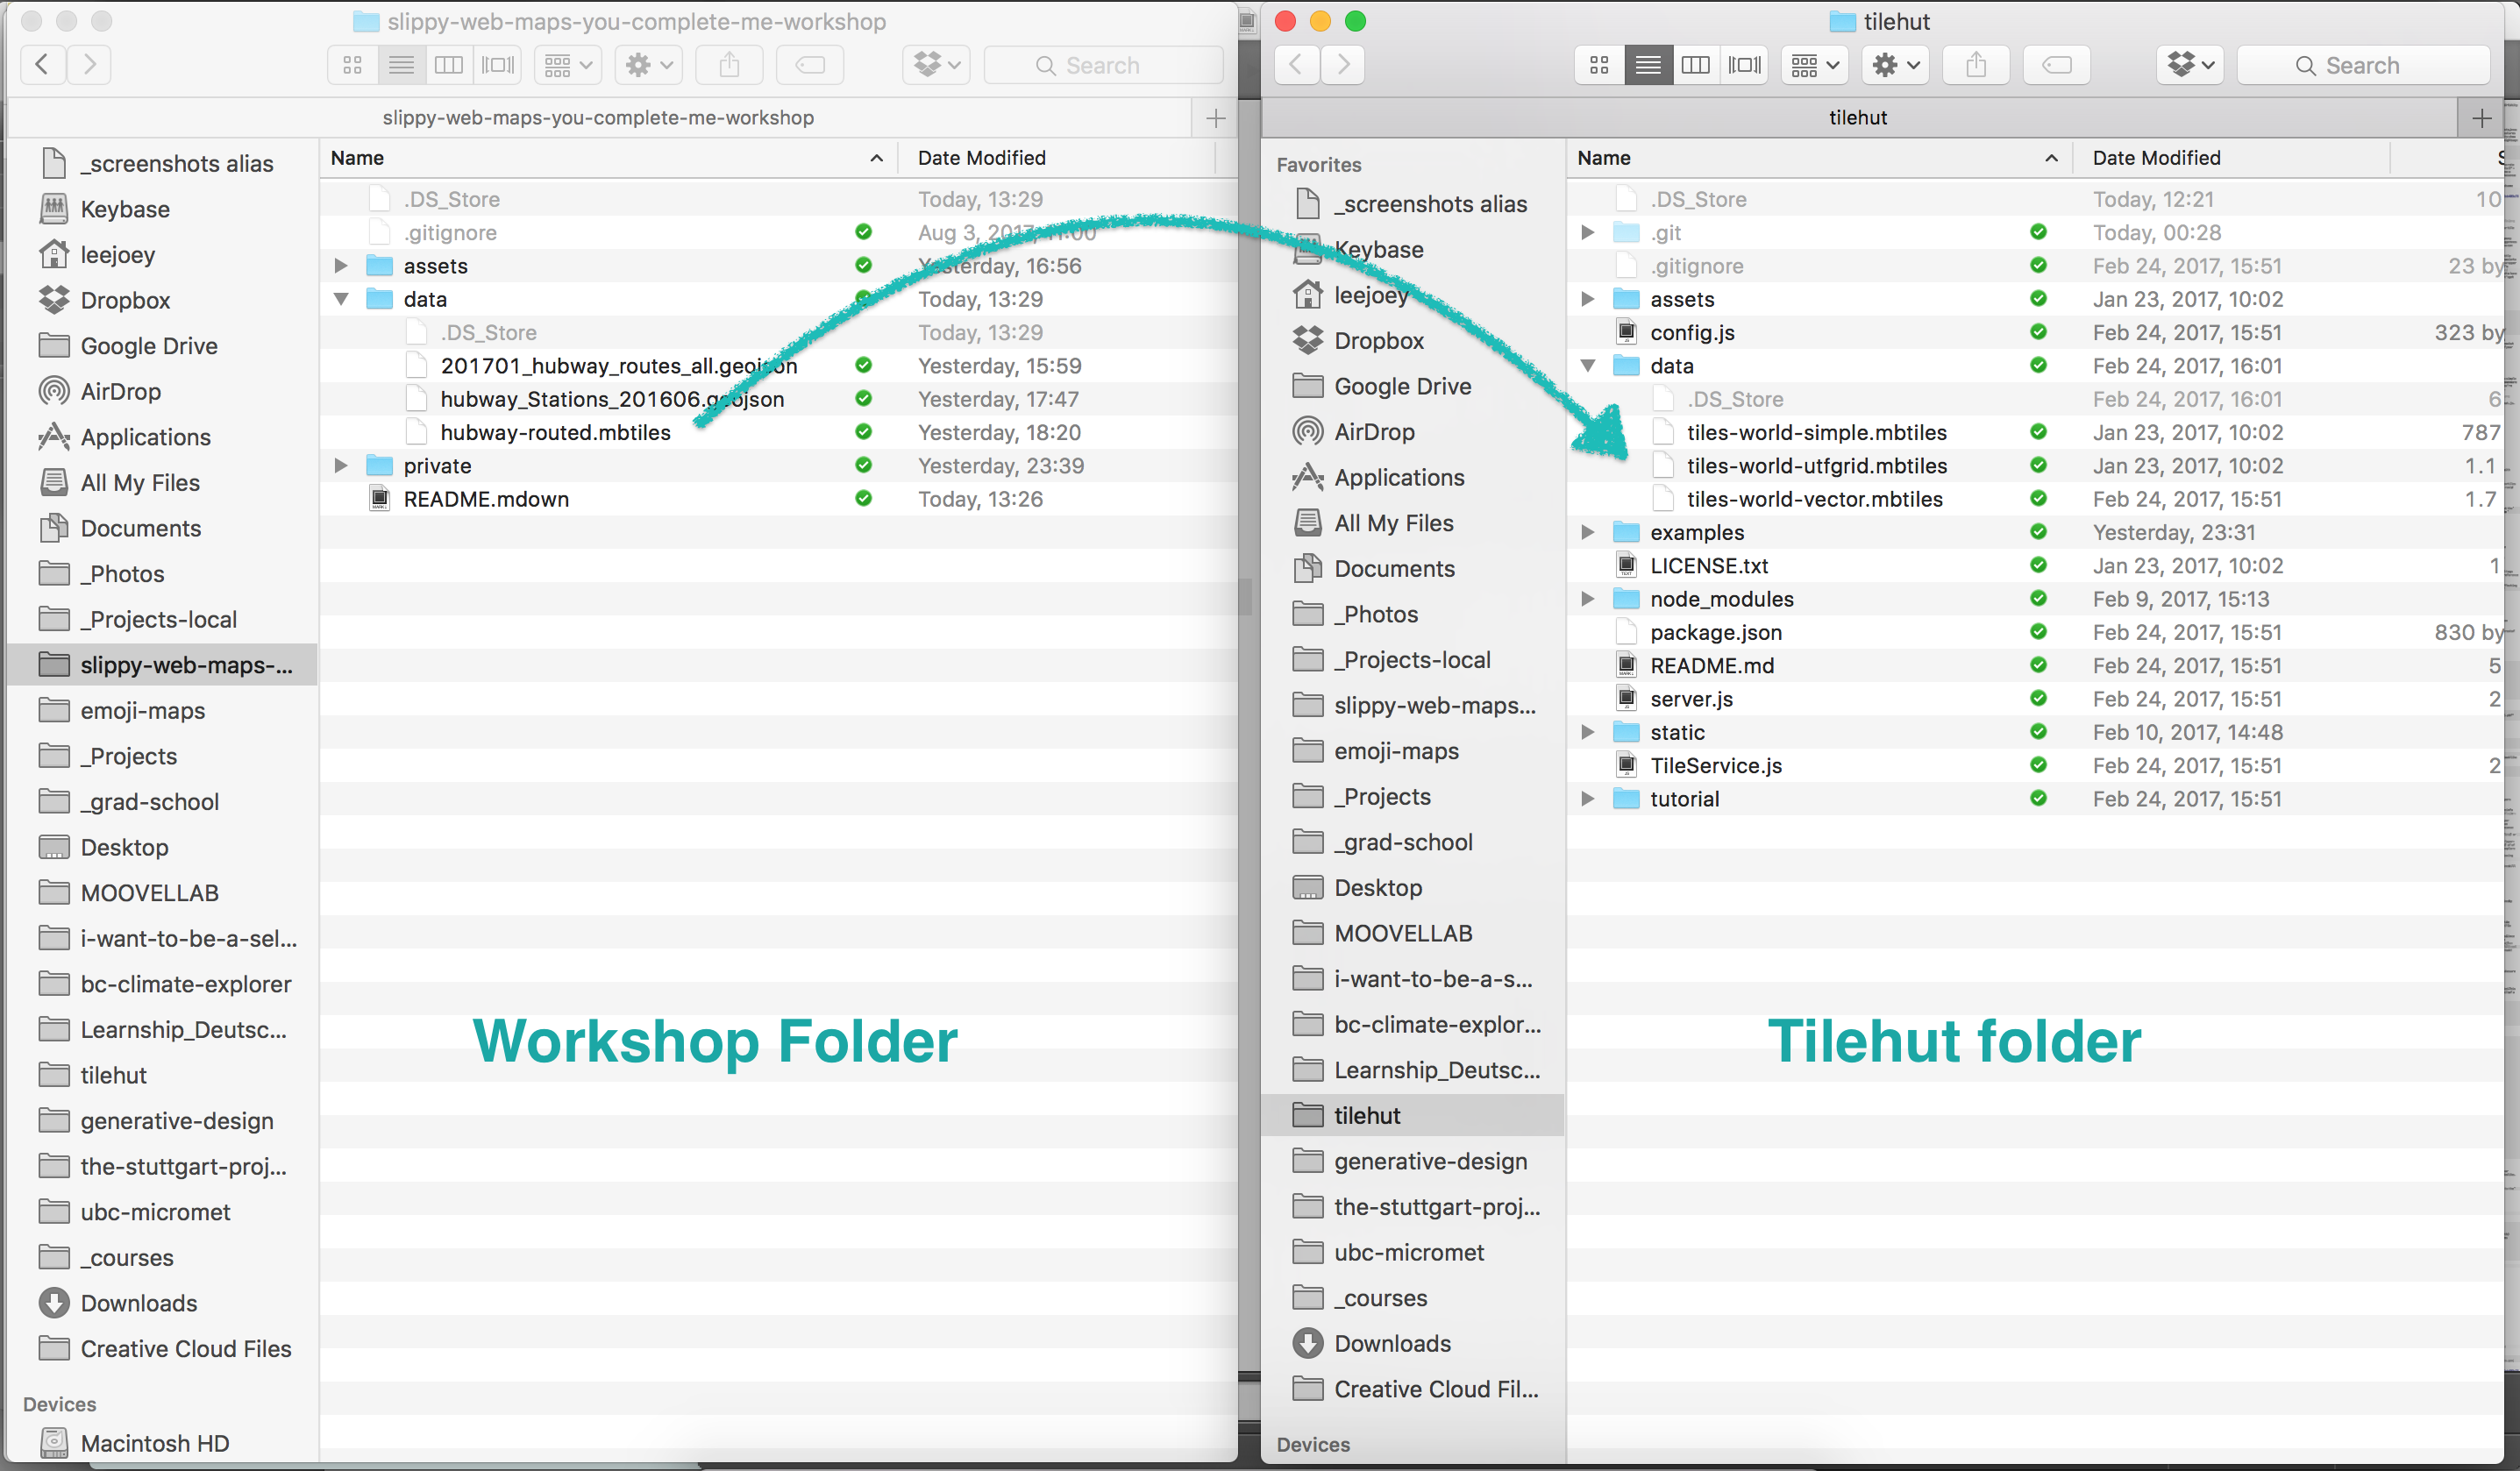 slippy-web-maps-you-complete-me-workshop
Search
slippy-web-maps-you-complete-me-workshop
_screenshots alias
Keybase
leejoey
Dropbox
Google Drive
AirDrop
Applications
All My Files
Documents
_Photos
_Projects-local
slippy-web-maps-...
emoji-maps
_Projects
_grad-school
Desktop
MOOVELLAB
i-want-to-be-a-sel...
bc-climate-explorer
Learnship_Deutsc...
tilehut
generative-design
the-stuttgart-proj...
ubc-micromet
_courses
Downloads
Creative Cloud Files
Devices
Macintosh HD
Name Date Modified
.DS_Store Today, 13:29
.gitignore Aug 3, 2017, 11:00
assets Yesterday, 16:56
data Today, 13:29
.DS_Store Today, 13:29
201701_hubway_routes_all.geojson Yesterday, 15:59
hubway_Stations_201606.geojson Yesterday, 17:47
hubway-routed.mbtiles Yesterday, 18:20
private Yesterday, 23:39
README.mdown Today, 13:26
Workshop Folder
tilehut
Search
tilehut
Favorites
_screenshots alias
Keybase
leejoey
Dropbox
Google Drive
AirDrop
Applications
All My Files
Documents
_Photos
_Projects-local
slippy-web-maps...
emoji-maps
_Projects
_grad-school
Desktop
MOOVELLAB
i-want-to-be-a-s...
bc-climate-explor...
Learnship_Deutsc...
tilehut
generative-design
the-stuttgart-proj...
ubc-micromet
_courses
Downloads
Creative Cloud Fil...
Devices
Name Date Modified
.DS_Store Today, 12:21 10
.git Today, 00:28
.gitignore Feb 24, 2017, 15:51 23 by
assets Jan 23, 2017, 10:02
config.js Feb 24, 2017, 15:51 323 by
data Feb 24, 2017, 16:01
.DS_Store Feb 24, 2017, 16:01 6
tiles-world-simple.mbtiles Jan 23, 2017, 10:02 787
tiles-world-utfgrid.mbtiles Jan 23, 2017, 10:02 1.1
tiles-world-vector.mbtiles Feb 24, 2017, 15:51 1.7
examples Yesterday, 23:31
LICENSE.txt Jan 23, 2017, 10:02 1
node_modules Feb 9, 2017, 15:13
package.json Feb 24, 2017, 15:51 830 by
README.md Feb 24, 2017, 15:51 5
server.js Feb 24, 2017, 15:51 2
static Feb 10, 2017, 14:48
TileService.js Feb 24, 2017, 15:51 2
tutorial Feb 24, 2017, 15:51
Tilehut folder